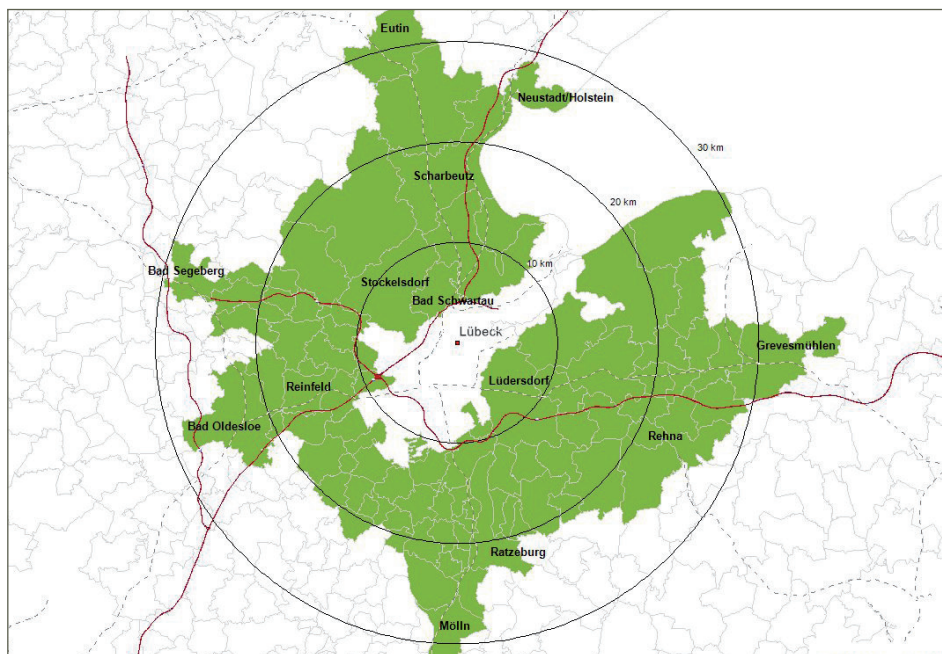 Eutin
Neustadt/Holstein
30 km
Scharbeutz
20 km
10 km
Bad Segeberg
Stockelsdorf
Bad Schwartau
Lübeck
Grevesmühlen
Reinfeld
Lüdersdorf
Bad Oldesloe
Rehna
Ratzeburg
Mölln